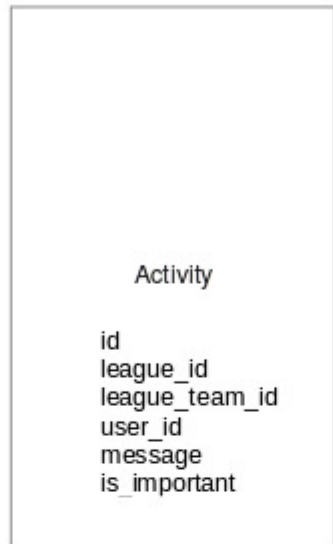 Activity
id
league_id
league_team_id
user_id
message
is_important